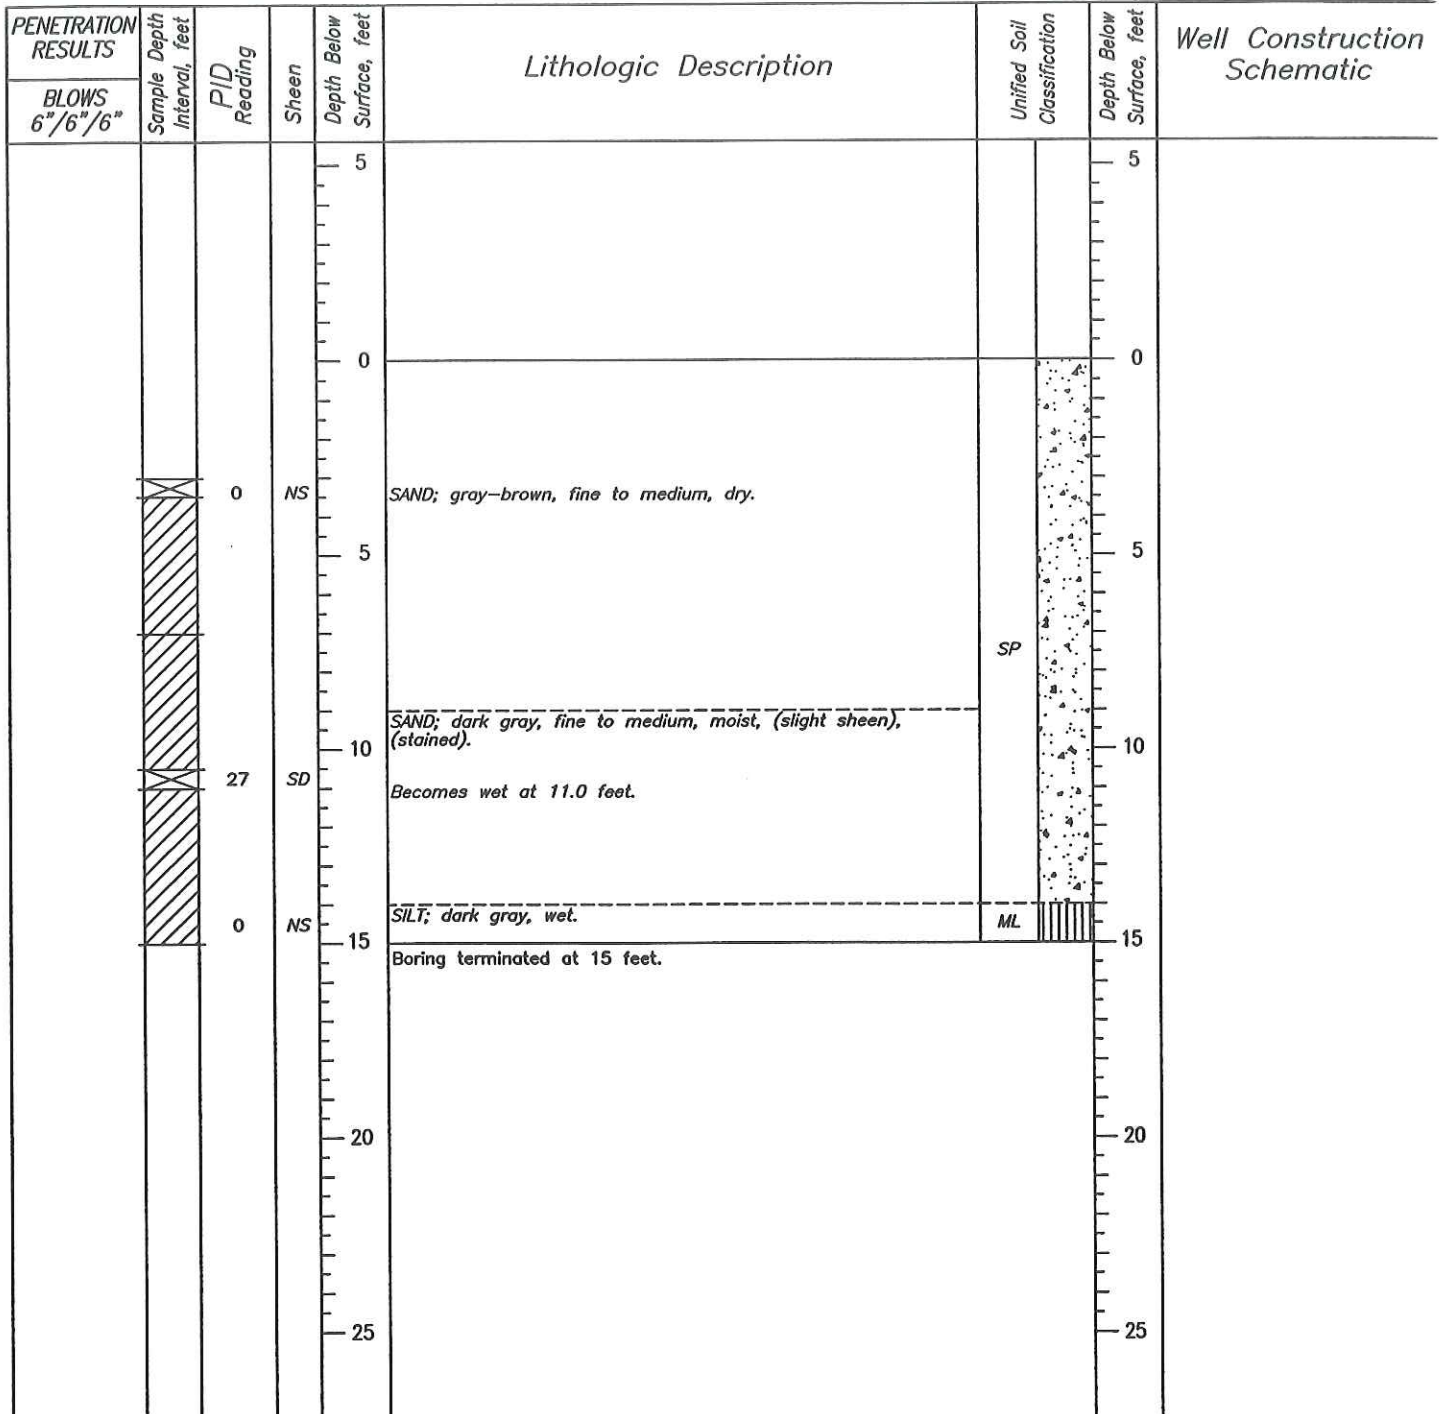 PENETRATION
RESULTS
BLOWS
6"/6"/6"
Sample Depth
Interval, feet
PID
Reading
Sheen
Depth Below
Surface, feet
Lithologic Description
Unified Soil
Classification
Depth Below
Surface, feet
Well Construction
Schematic
5
5
0
0
0
NS
SAND; gray-brown, fine to medium, dry.
5
5
SP
SAND; dark gray, fine to medium, moist, (slight sheen),
(stained).
10
10
27
SD
Becomes wet at 11.0 feet.
0
NS
SILT; dark gray, wet.
ML
15
15
Boring terminated at 15 feet.
20
20
25
25